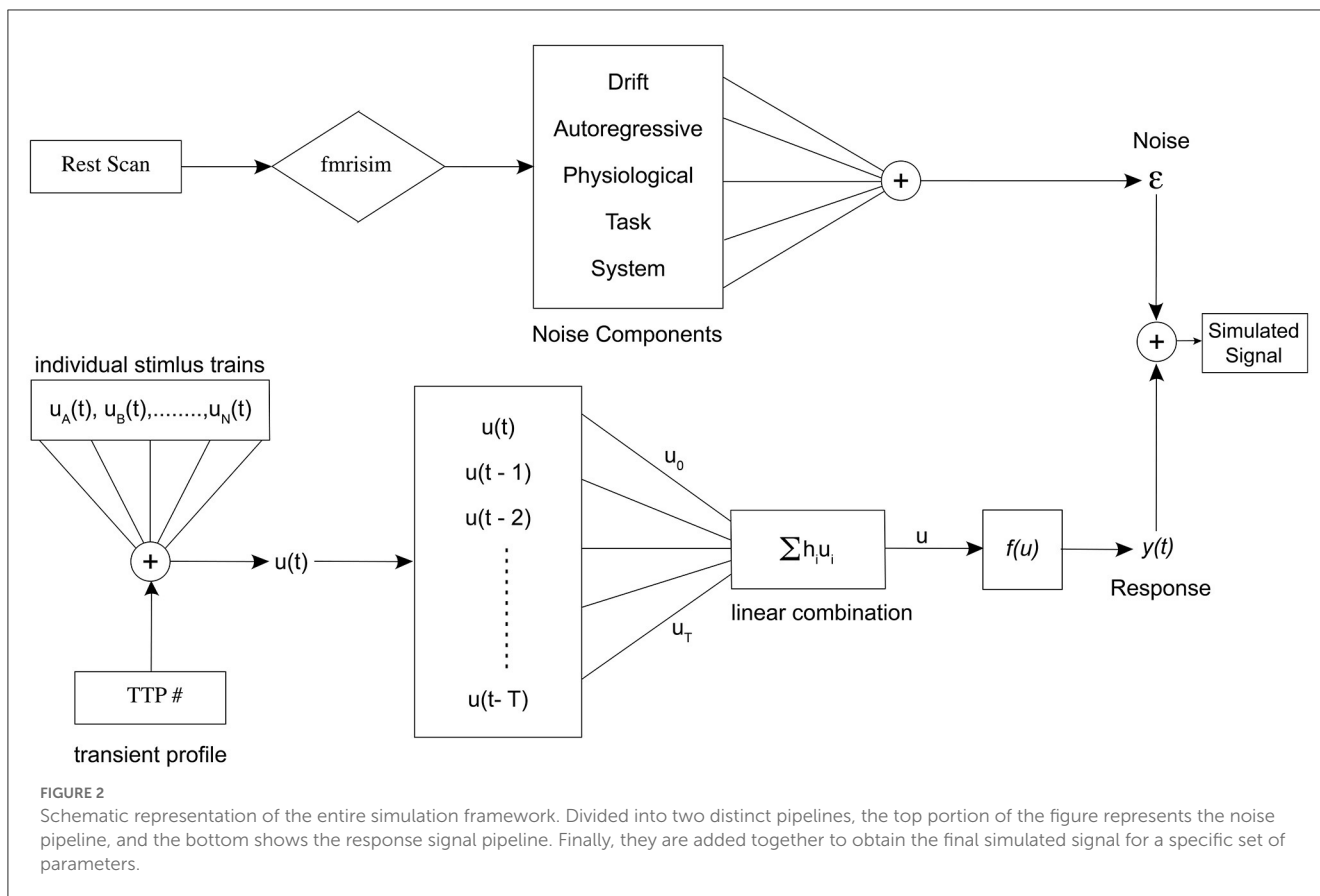 Rest Scan
fmrisim
Drift
Autoregressive
Physiological
Task
System
Noise Components
+
Noise
ε
+
Simulated
Signal
individual stimlus trains
u_A(t), u_B(t),........,u_N(t)
+
u(t)
TTP #
transient profile
u(t)
u(t - 1)
u(t - 2)
u(t- T)
u_0
u_T
∑h_iu_i
linear combination
u
f(u)
y(t)
Response
FIGURE 2
Schematic representation of the entire simulation framework. Divided into two distinct pipelines, the top portion of the figure represents the noise
pipeline, and the bottom shows the response signal pipeline. Finally, they are added together to obtain the final simulated signal for a specific set of
parameters.